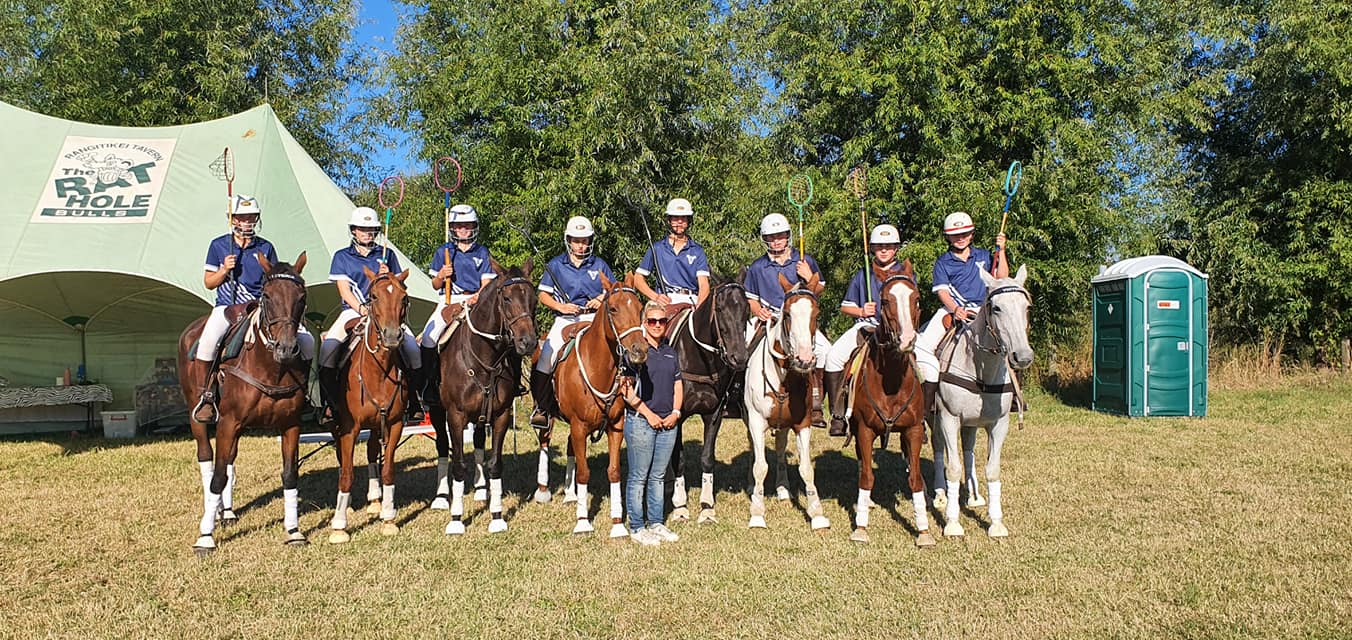 RANGITIKEI TAVERN
The
RAT
HOLE
BULLS